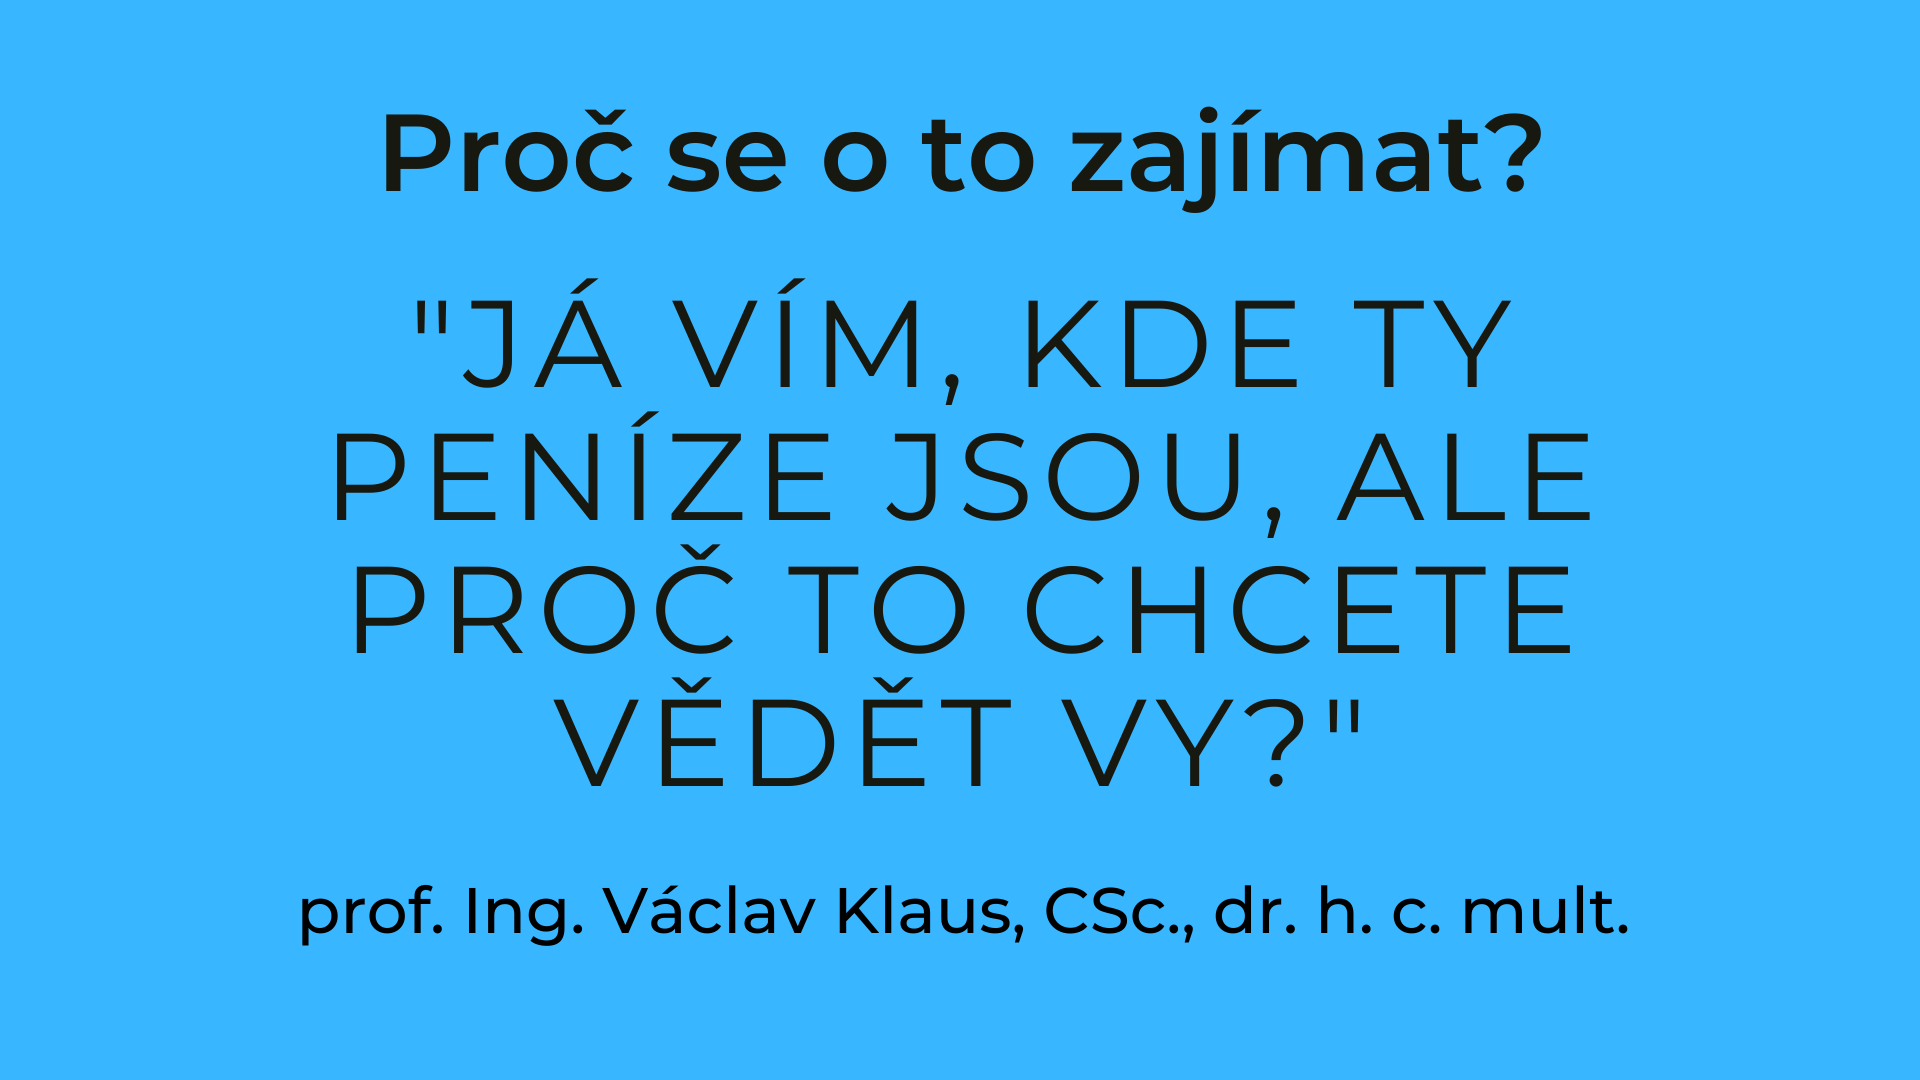 Proč se o to zajímat?
"JÁ VÍM, KDE TY
PENÍZE JSOU, ALE
PROČ TO CHCETE
VĚDĚT VY?"
prof. Ing. Václav Klaus, CSc., dr. h. c. mult.